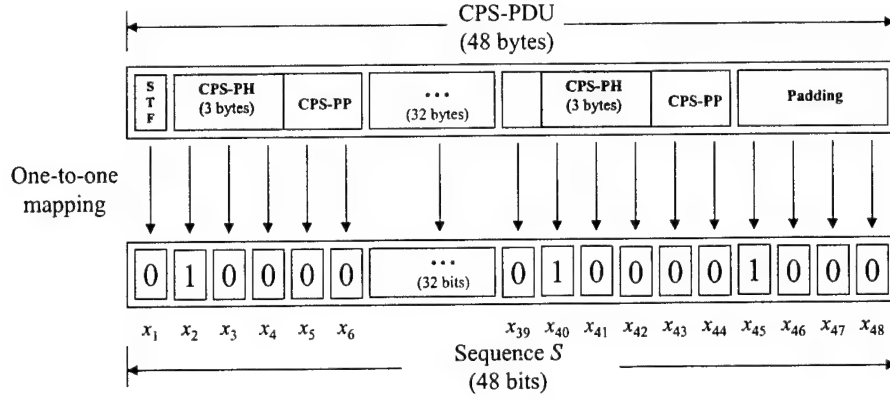 CPS-PDU
(48 bytes)
S
T
F
CPS-PH
(3 bytes)
CPS-PP
•••
(32 bytes)
CPS-PH
(3 bytes)
CPS-PP
Padding
One-to-one
mapping
0 1 0 0 0 0 ••• 0 1 0 0 0 0 1 0 0 0
(32 bits)
x1 x2 x3 x4 x5 x6 x39 x40 x41 x42 x43 x44 x45 x46 x47 x48
Sequence S
(48 bits)